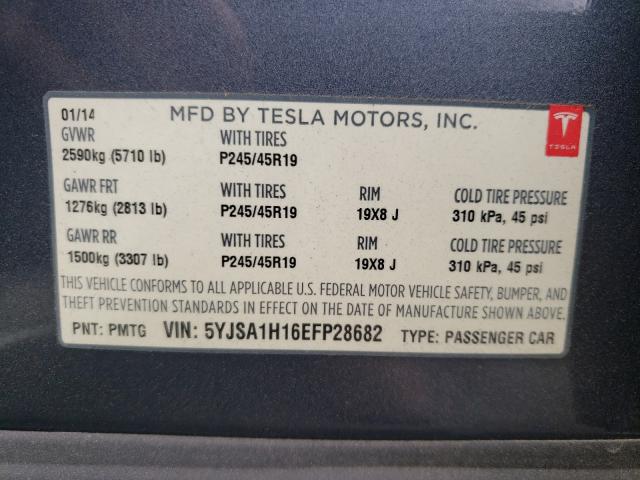 01/14 MFD BY TESLA MOTORS, INC.
GVWR WITH TIRES
2590kg (5710 lb) P245/45R19
TESLA
GAWR FRT WITH TIRES RIM COLD TIRE PRESSURE
1276kg (2813 lb) P245/45R19 19X8 J 310 kPa, 45 psi
GAWR RR WITH TIRES RIM COLD TIRE PRESSURE
1500kg (3307 lb) P245/45R19 19X8 J 310 kPa, 45 psi
THIS VEHICLE CONFORMS TO ALL APPLICABLE U.S. FEDERAL MOTOR VEHICLE SAFETY, BUMPER, AND
THEFT PREVENTION STANDARDS IN EFFECT ON THE DATE OF MANUFACTURE SHOWN ABOVE.
PNT: PMTG VIN: 5YJSA1H16EFP28682 TYPE: PASSENGER CAR